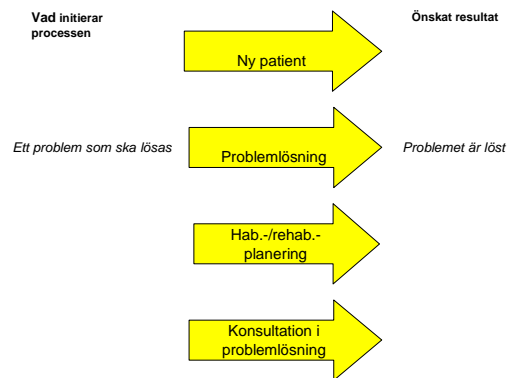 Vad initierar
processen
Önskat resultat
Ny patient
Ett problem som ska lösas
Problemlösning
Problemet är löst
Hab.-/rehab.-
planering
Konsultation i
problemlösning